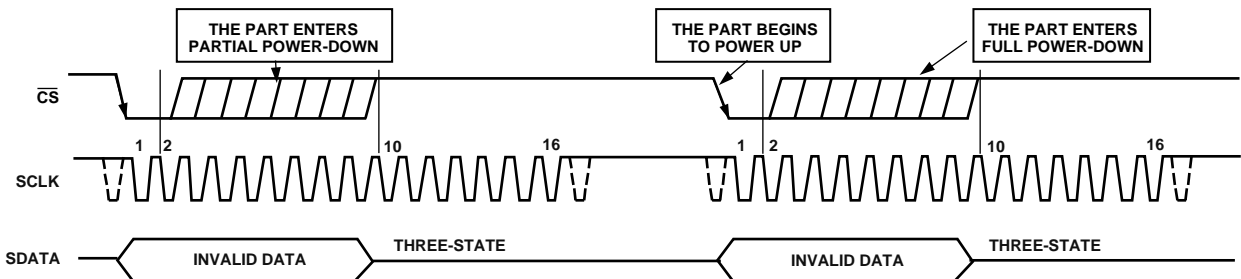 THE PART ENTERS
PARTIAL POWER-DOWN
THE PART BEGINS
TO POWER UP
THE PART ENTERS
FULL POWER-DOWN
CS
1 2 10 16 1 2 10 16
SCLK
SDATA INVALID DATA THREE-STATE INVALID DATA THREE-STATE